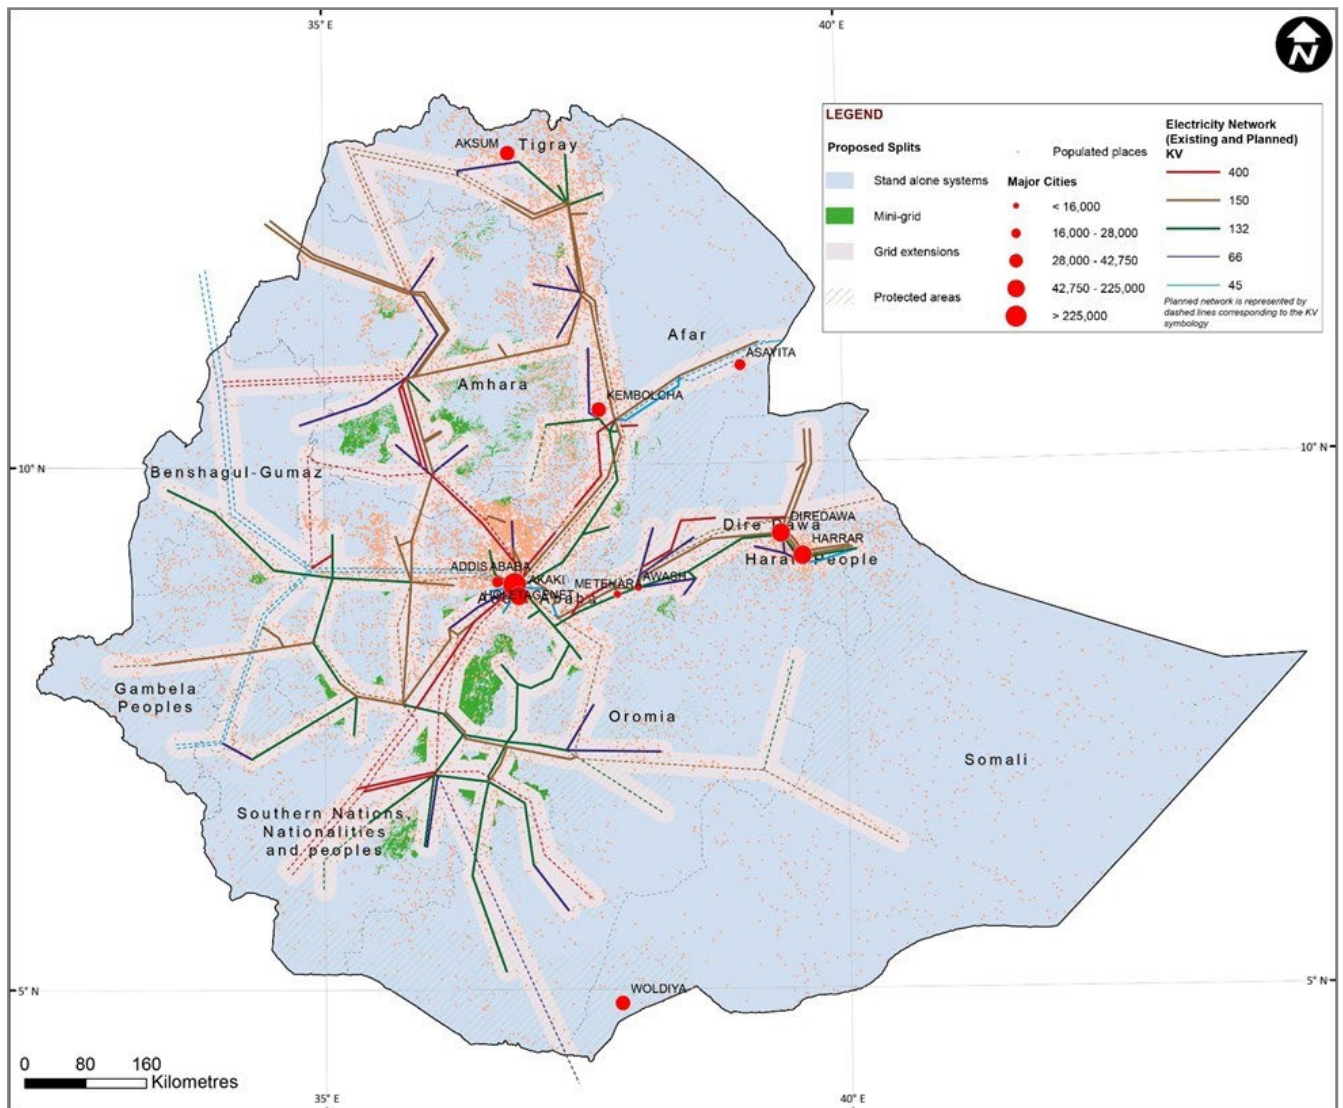 35° E
40° E
N
LEGEND
Proposed Splits
Stand alone systems
Mini-grid
Grid extensions
Protected areas
Populated places
Major Cities
< 16,000
16,000 - 28,000
28,000 - 42,750
42,750 - 225,000
> 225,000
Electricity Network
(Existing and Planned)
KV
400
150
132
66
45
Planned network is represented by
dashed lines corresponding to the KV
symbology
AKSUM
Tigray
Afar
ASAYITA
Amhara
KEMBOLCHA
10° N
10° N
Benshagul-Gumaz
DIREDAWA
Dire Dawa
HARRAR
Harari People
ADDIS ABABA
AKAKI
METEHARA
AWASH
Gambela
Peoples
Oromia
Somali
Southern Nations,
Nationalities
and peoples
5° N
5° N
WOLDIYA
0 80 160
Kilometres
35° E
40° E